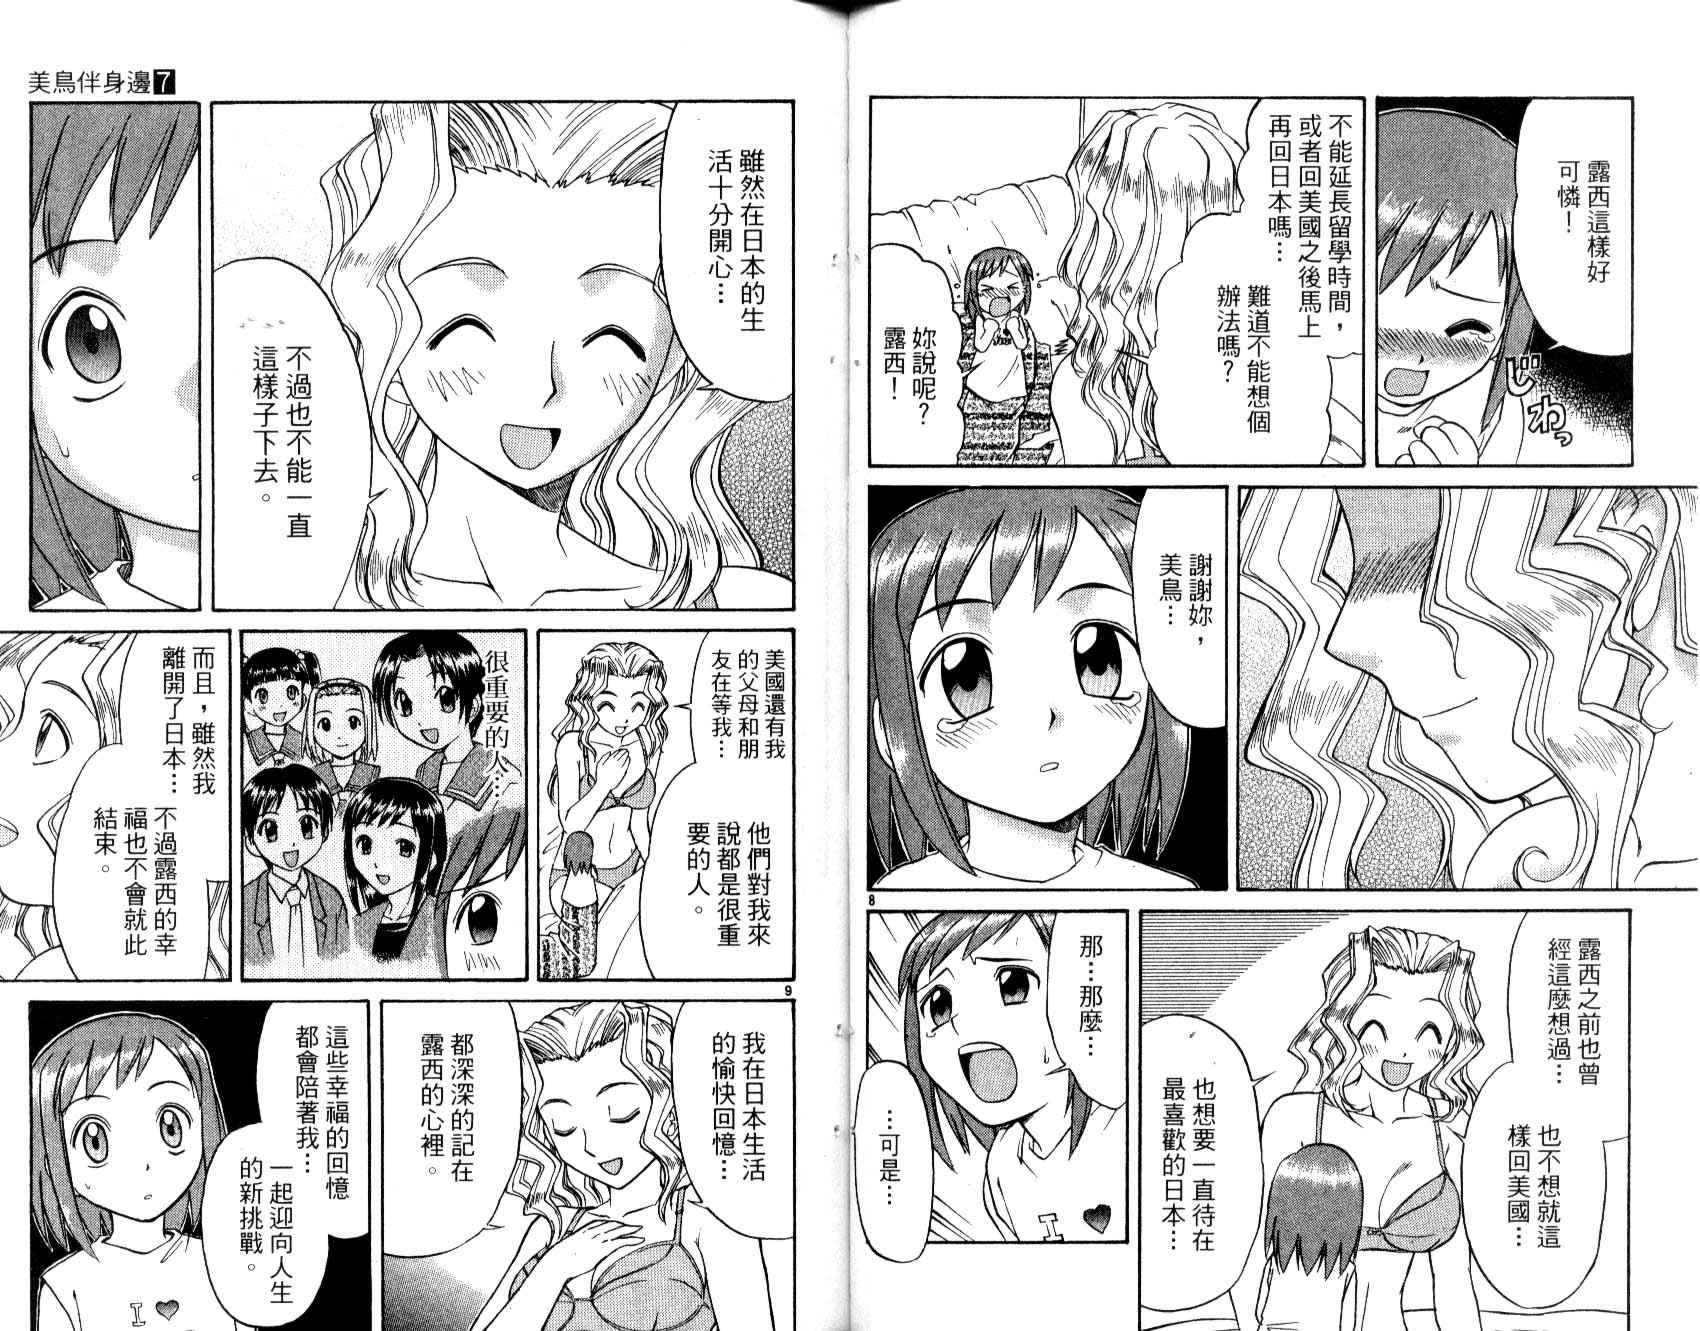 露西這樣好
可憐！
じわっ
不能延長留學時間，
或者回美國之後馬上
再回日本嗎…
難道不能想個
辦法嗎？
妳說呢？
露西！
謝謝妳，
美鳥…
8
露西之前也曾
經這麼想過…
也不想就這
樣回美國…
也想要一直待在
最喜歡的日本…
那…那麼…
…可是…
I
美鳥伴身邊7
雖然在日本的生
活十分開心…
不過也不能一直
這樣子下去。
美國還有我
的父母和朋
友在等我…
他們對我來
說都是很重
要的人。
很重要的人…
而且，雖然我
離開了日本…
不過露西的幸
福也不會就此
結束。
9
我在日本生活
的愉快回憶…
都深深的記在
露西的心裡。
這些幸福的回憶
都會陪著我…
一起迎向人生
的新挑戰。
I